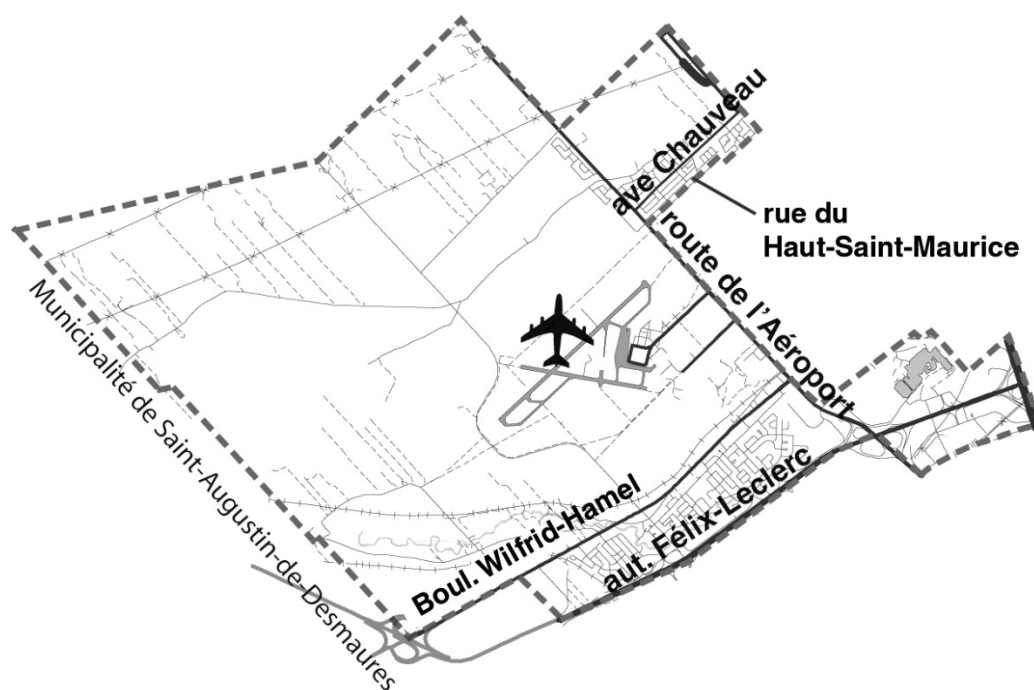 ave Chauveau
rue du
Haut-Saint-Maurice
route de l'Aéroport
Municipalité de Saint-Augustin-de-Desmaures
Boul. Wilfrid-Hamel
aut. Félix-Leclerc